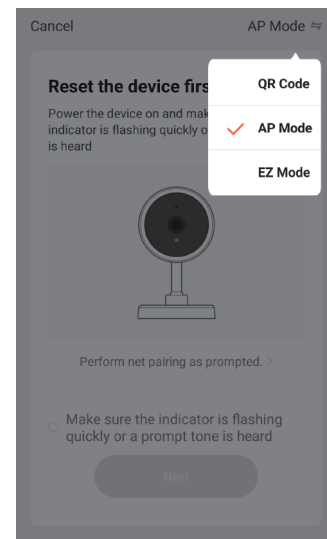 Cancel
AP Mode
QR Code
AP Mode
EZ Mode
Reset the device firs
Power the device on and mak
indicator is flashing quickly o
is heard
Perform net pairing as prompted. >
Make sure the indicator is flashing
quickly or a prompt tone is heard
Next